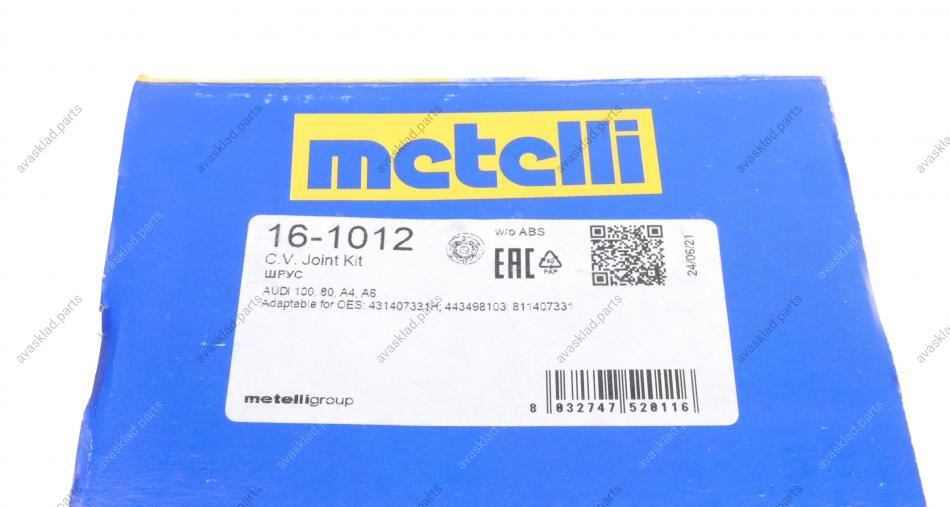 metelli
16-1012
C.V. Joint Kit
ШРУС
AUDI 100, 80, A4, A6
Adaptable for OES: 431407331H; 443498103; 811407331
w/o ABS
EAC
PAP
24/06/21
metelligroup
8 032747 520116
avasklad.parts